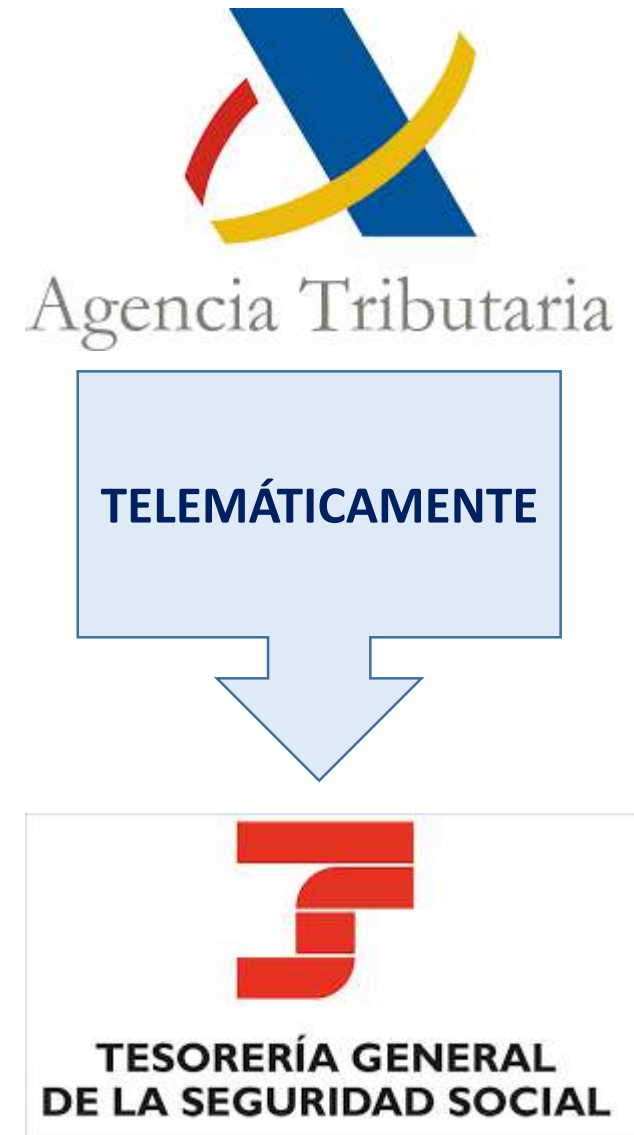 Agencia Tributaria
TELEMÁTICAMENTE
TESORERÍA GENERAL
DE LA SEGURIDAD SOCIAL